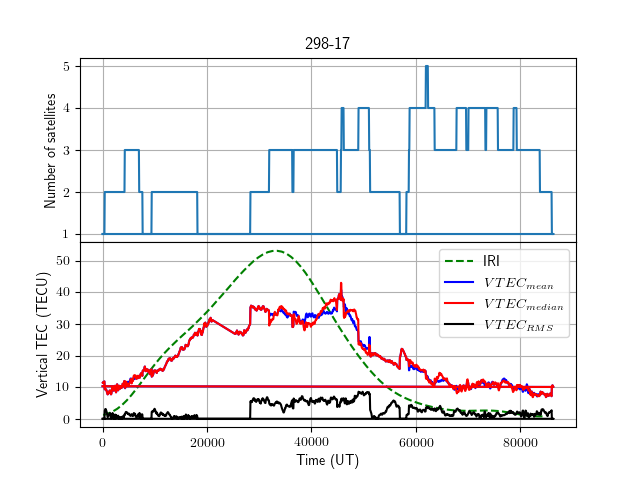 298-17
5
4
3
2
1
Number of satellites
50
40
30
20
10
0
Vertical TEC (TECU)
IRI
VTEC_mean
VTEC_median
VTEC_RMS
0 20000 40000 60000 80000
Time (UT)